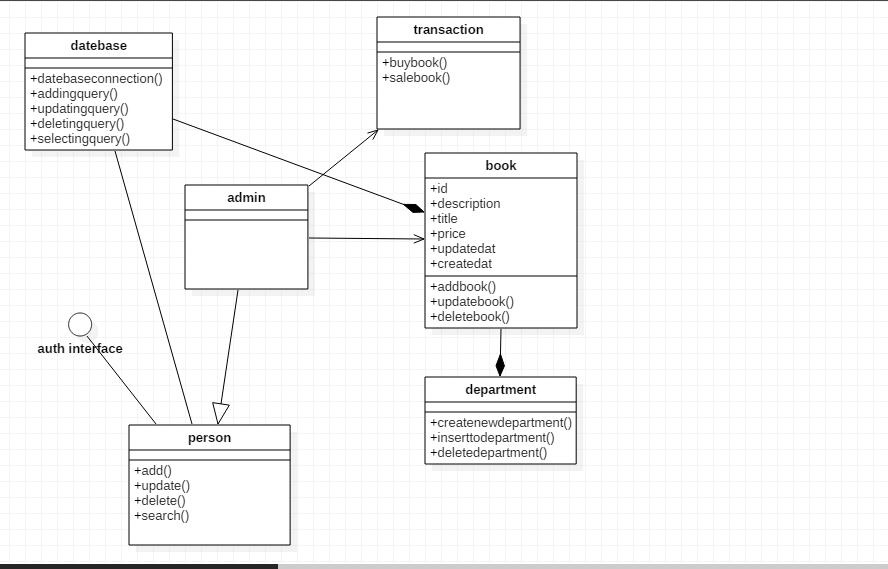 datebase
+datebaseconnection()
+addingquery()
+updatingquery()
+deletingquery()
+selectingquery()
transaction
+buybook()
+salebook()
admin
book
+id
+description
+title
+price
+updatedat
+createdat
+addbook()
+updatebook()
+deletebook()
auth interface
department
+createnewdepartment()
+inserttodepartment()
+deletedepartment()
person
+add()
+update()
+delete()
+search()